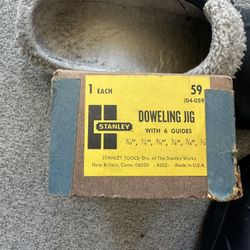 1 EACH
59
(04-059
STANLEY
DOWELING JIG
WITH 6 GUIDES
STANLEY TOOLS/Div. of The Stanley Works
New Britain, Conn. 06050 Made in U.S.A.